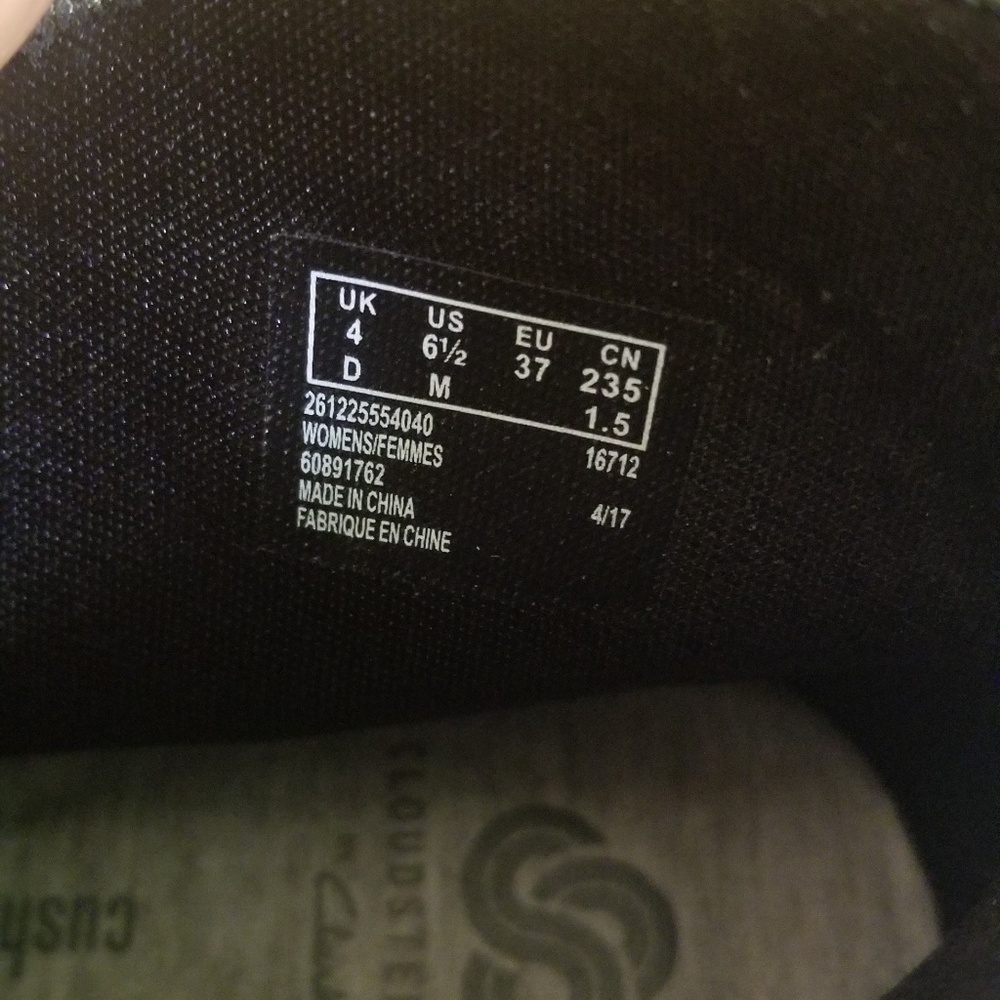 UK US EU CN
4 6½ 37 235
D M 1.5
261225554040
WOMENS/FEMMES 16712
60891762
MADE IN CHINA 4/17
FABRIQUE EN CHINE
CLOUDSTE